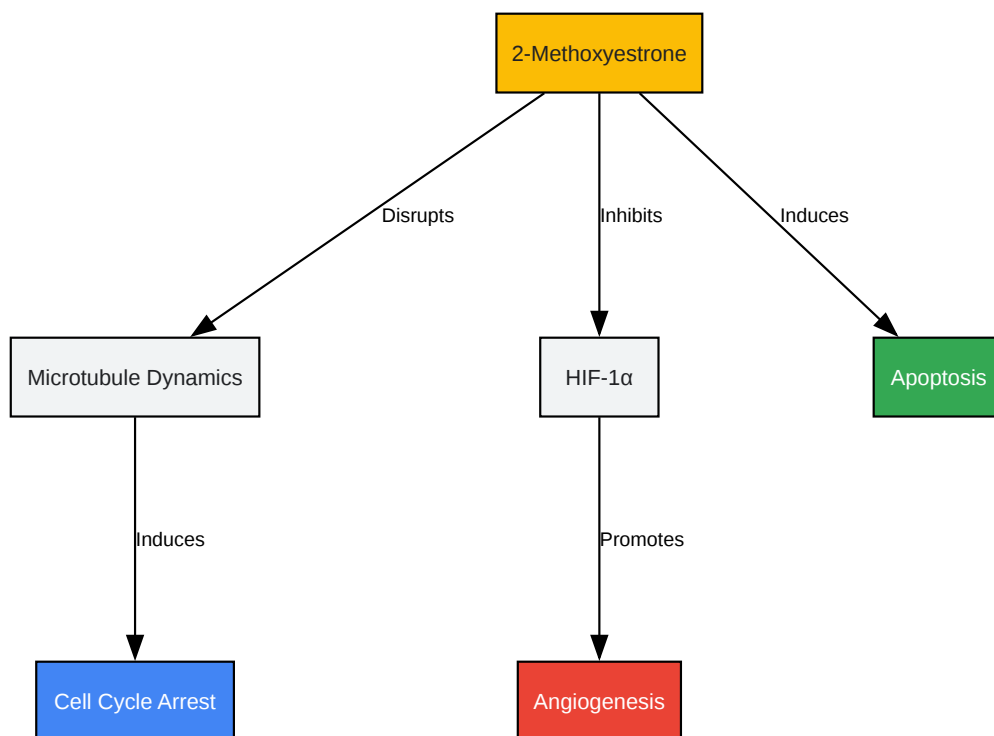 2-Methoxyestrone
Disrupts
Inhibits
Induces
Microtubule Dynamics
HIF-1α
Apoptosis
Induces
Promotes
Cell Cycle Arrest
Angiogenesis